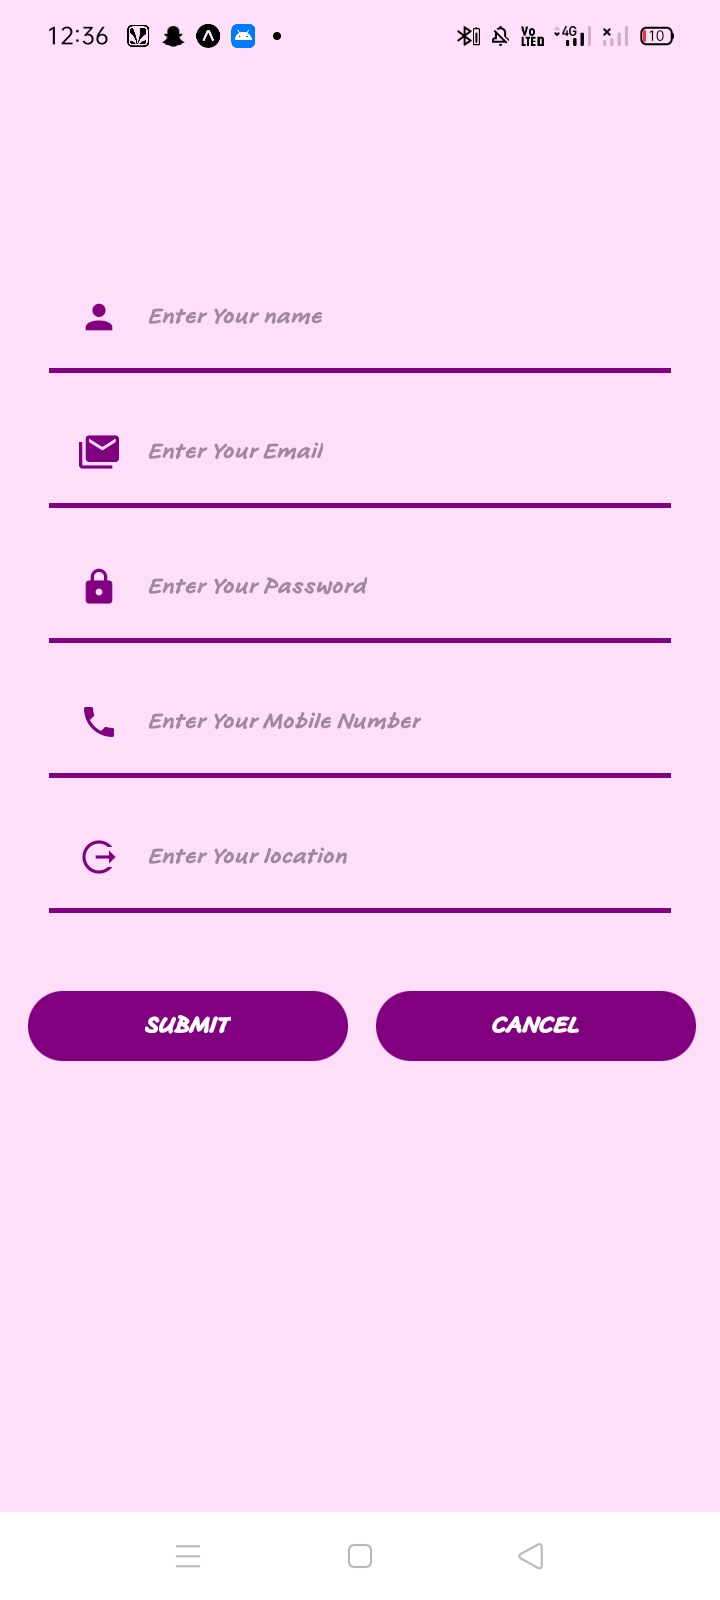 12:36 Vo LTED 4G 10
Enter Your name
Enter Your Email
Enter Your Password
Enter Your Mobile Number
Enter Your location
SUBMIT CANCEL